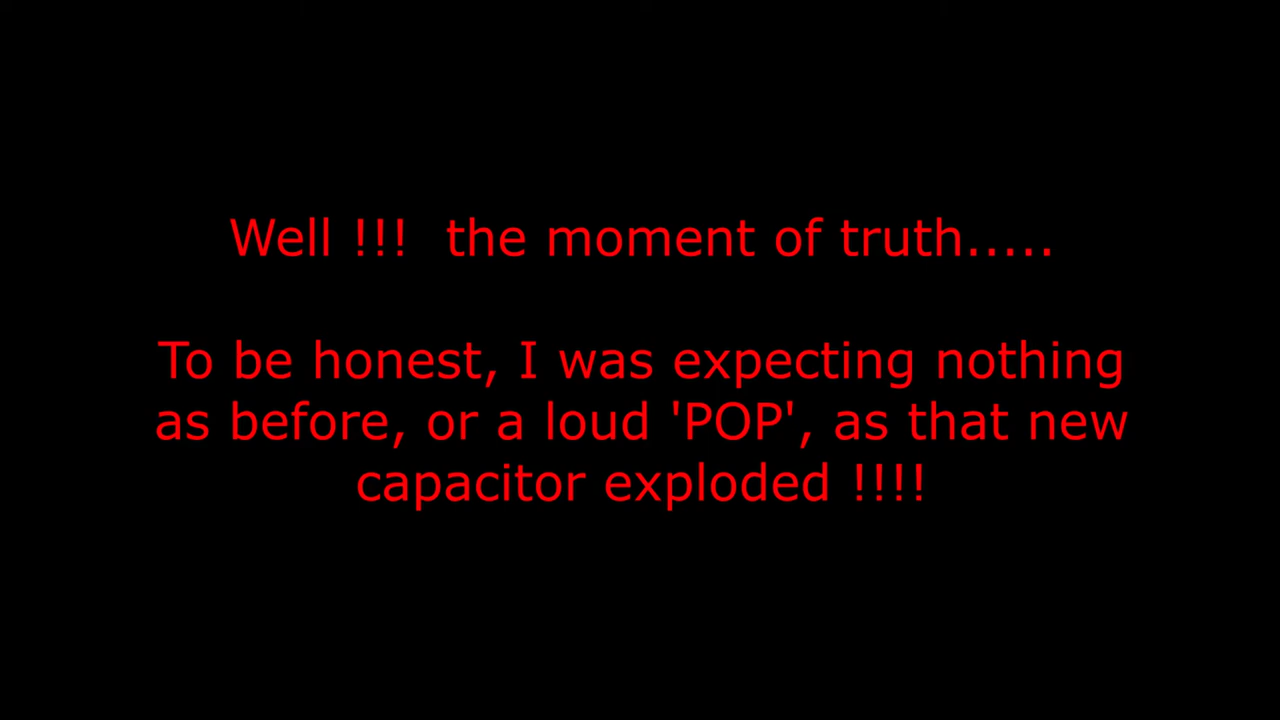 Well !!!  the moment of truth.....
To be honest, I was expecting nothing
as before, or a loud 'POP', as that new
capacitor exploded !!!!